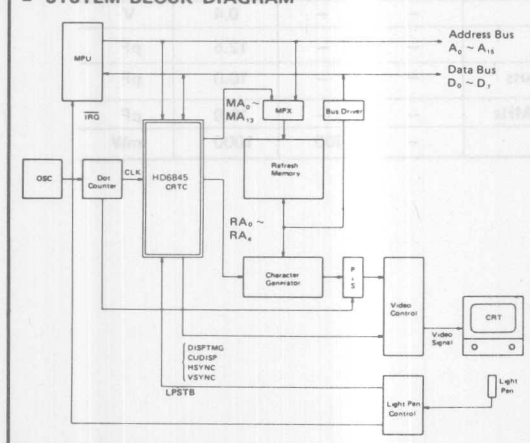 SYSTEM BLOCK DIAGRAM
MPU
Address Bus
A0 ~ A15
Data Bus
D0 ~ D7
IRQ
MA0 ~
MA13
MPX
Bus Driver
OSC
Dot
Counter
CLK
HD6845
CRTC
Refresh
Memory
RA0 ~
RA4
Character
Generator
P
-
S
Video
Control
CRT
Video
Signal
DISPTMG
CUDISP
HSYNC
VSYNC
LPSTB
Light
Pen
Light Pen
Control